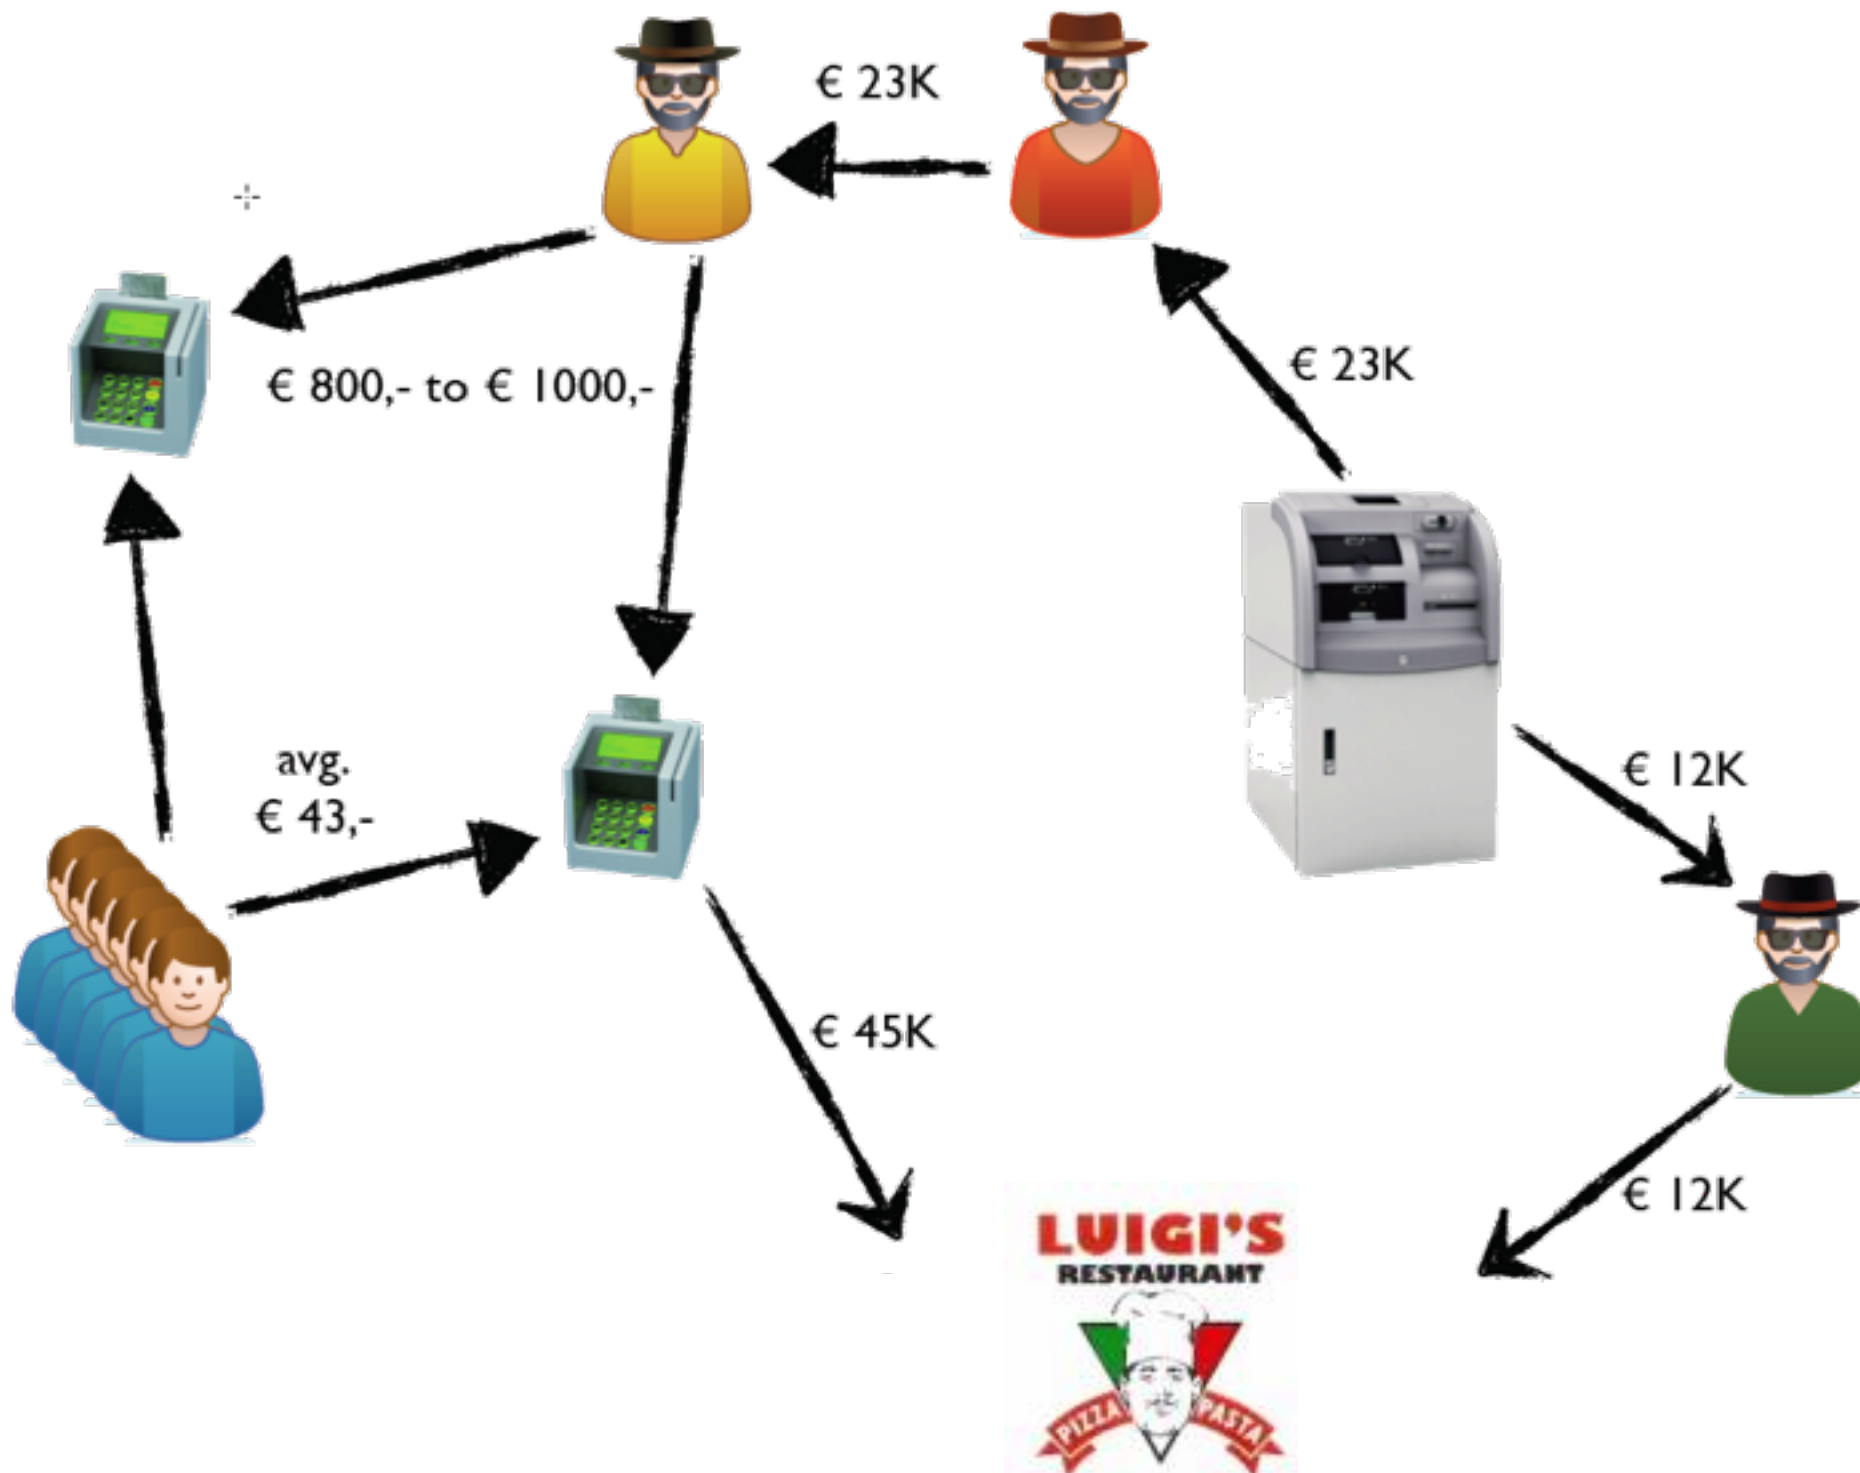 € 23K
€ 23K
€ 800,- to € 1000,-
avg.
€ 43,-
€ 12K
€ 45K
€ 12K
LUIGI'S
RESTAURANT
PIZZA PASTA